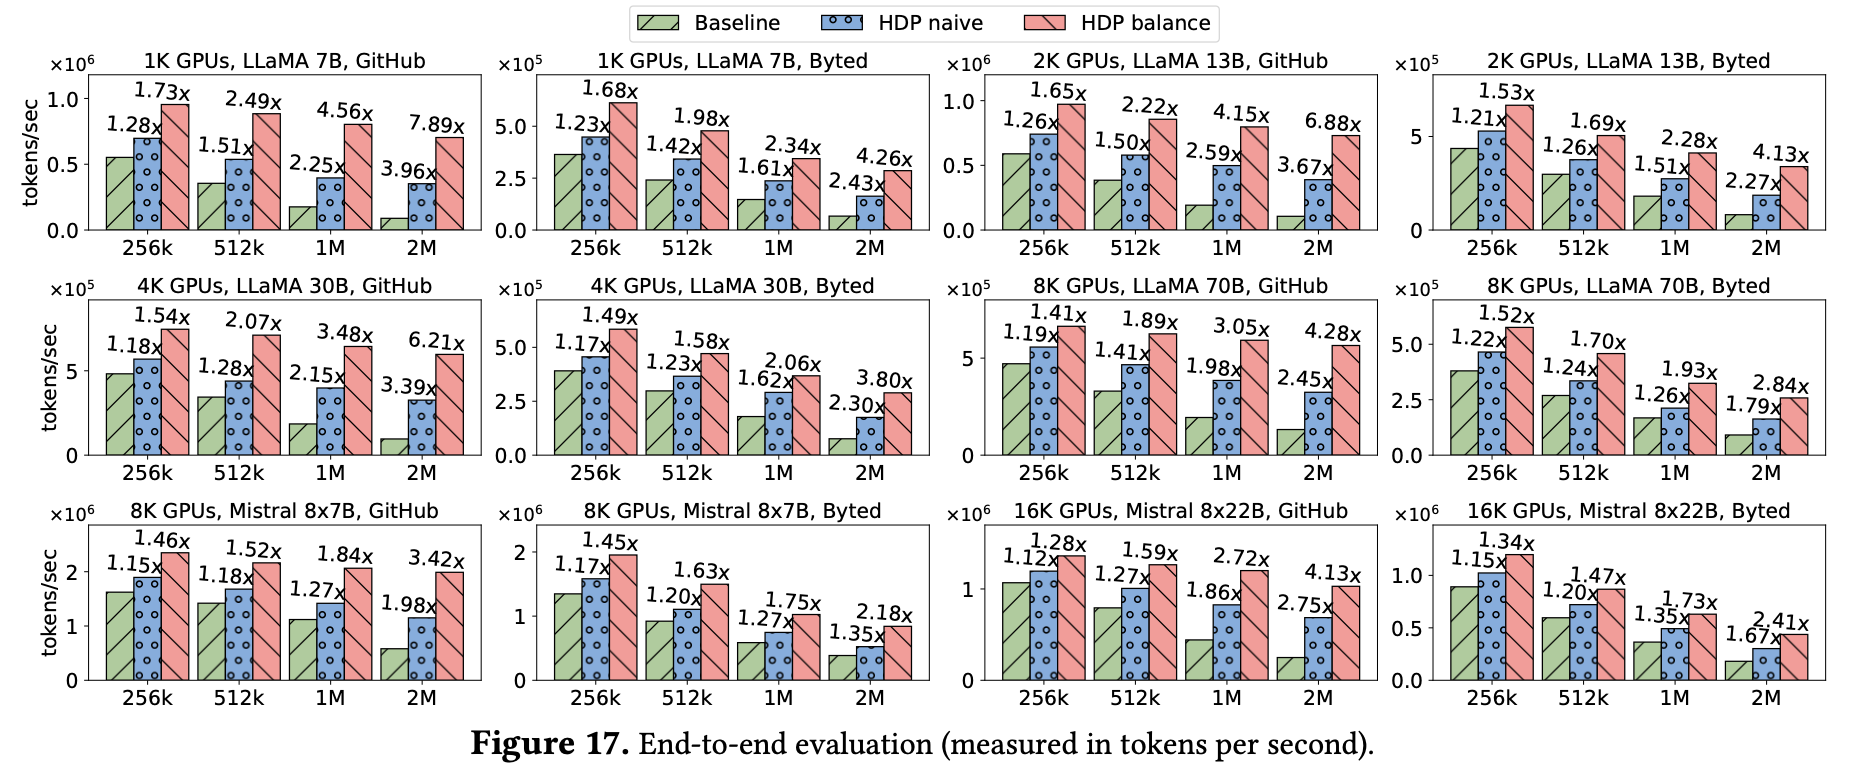 Baseline HDP naive HDP balance
1K GPUs, LLaMA 7B, GitHub
×10⁶
tokens/sec
1.0
0.5
0.0
1.28x 1.73x
1.51x 2.49x
2.25x 4.56x
3.96x 7.89x
256k 512k 1M 2M
1K GPUs, LLaMA 7B, Byted
×10⁵
5.0
2.5
0.0
1.23x 1.68x
1.42x 1.98x
1.61x 2.34x
2.43x 4.26x
256k 512k 1M 2M
2K GPUs, LLaMA 13B, GitHub
×10⁶
1.0
0.5
0.0
1.26x 1.65x
1.50x 2.22x
2.59x 4.15x
3.67x 6.88x
256k 512k 1M 2M
2K GPUs, LLaMA 13B, Byted
×10⁵
5
0
1.21x 1.53x
1.26x 1.69x
1.51x 2.28x
2.27x 4.13x
256k 512k 1M 2M
4K GPUs, LLaMA 30B, GitHub
×10⁵
tokens/sec
5
0
1.18x 1.54x
1.28x 2.07x
2.15x 3.48x
3.39x 6.21x
256k 512k 1M 2M
4K GPUs, LLaMA 30B, Byted
×10⁵
5.0
2.5
0.0
1.17x 1.49x
1.23x 1.58x
1.62x 2.06x
2.30x 3.80x
256k 512k 1M 2M
8K GPUs, LLaMA 70B, GitHub
×10⁵
5
0
1.19x 1.41x
1.41x 1.89x
1.98x 3.05x
2.45x 4.28x
256k 512k 1M 2M
8K GPUs, LLaMA 70B, Byted
×10⁵
5.0
2.5
0.0
1.22x 1.52x
1.24x 1.70x
1.26x 1.93x
1.79x 2.84x
256k 512k 1M 2M
8K GPUs, Mistral 8x7B, GitHub
×10⁶
tokens/sec
2
1
0
1.15x 1.46x
1.18x 1.52x
1.27x 1.84x
1.98x 3.42x
256k 512k 1M 2M
8K GPUs, Mistral 8x7B, Byted
×10⁶
2
1
0
1.17x 1.45x
1.20x 1.63x
1.27x 1.75x
1.35x 2.18x
256k 512k 1M 2M
16K GPUs, Mistral 8x22B, GitHub
×10⁶
1
0
1.12x 1.28x
1.27x 1.59x
1.86x 2.72x
2.75x 4.13x
256k 512k 1M 2M
16K GPUs, Mistral 8x22B, Byted
×10⁶
1.0
0.5
0.0
1.15x 1.34x
1.20x 1.47x
1.35x 1.73x
1.67x 2.41x
256k 512k 1M 2M
Figure 17. End-to-end evaluation (measured in tokens per second).